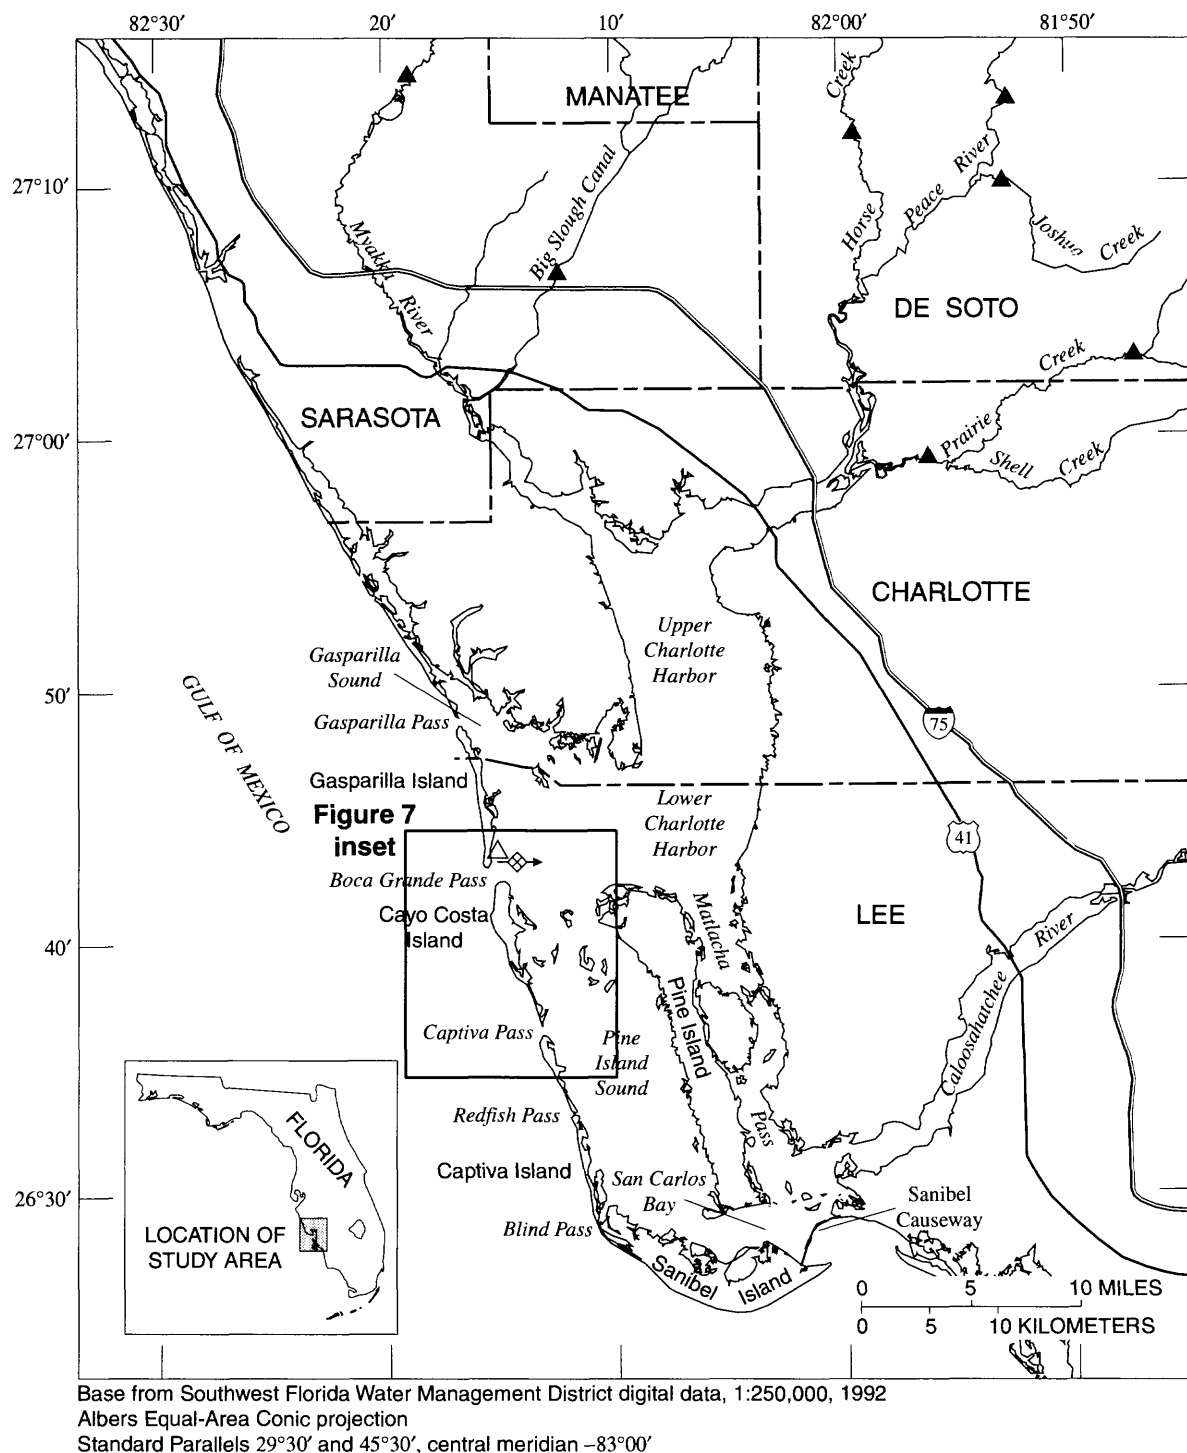 82°30′
20′
10′
82°00′
81°50′
MANATEE
Creek
27°10′
Big Slough Canal
Horse
Peace
River
Joshua
Creek
Myakka
River
DE SOTO
Creek
SARASOTA
27°00′
Prairie
Shell
Creek
CHARLOTTE
Upper
Charlotte
Harbor
Gasparilla
Sound
50′
GULF OF MEXICO
Gasparilla Pass
75
Gasparilla Island
Lower
Charlotte
Harbor
Figure 7
inset
41
Boca Grande Pass
Cayo Costa
Island
Matlacha
LEE
River
40′
Pine Island
Captiva Pass
Pine
Island
Sound
Caloosahatchee
Redfish Pass
Pass
FLORIDA
Captiva Island
San Carlos
Bay
26°30′
Sanibel
Causeway
Blind Pass
LOCATION OF
STUDY AREA
Sanibel
Island
0 5 10 MILES
0 5 10 KILOMETERS
Base from Southwest Florida Water Management District digital data, 1:250,000, 1992
Albers Equal-Area Conic projection
Standard Parallels 29°30′ and 45°30′, central meridian –83°00′